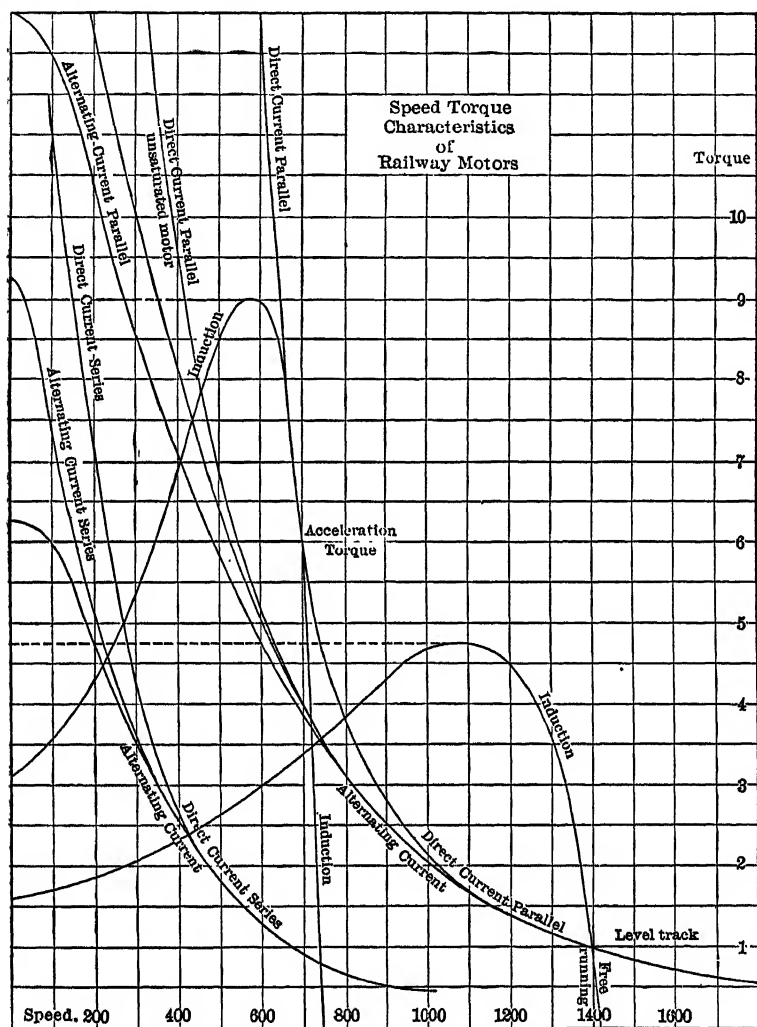 Speed Torque
Characteristics
of
Railway Motors
Torque
Alternating-Current Parallel
Direct Current Parallel
unsaturated motor
Direct Current Parallel
Direct Current-Series
Alternating Current Series
Induction
Acceleration
Torque
Induction
Alternating
Current
Direct Current Series
Induction
Alternating Current
Direct Current Parallel
Level track
Free
running
10
9
8
7
6
5
4
3
2
1
Speed. 200
400
600
800
1000
1200
1400
1600